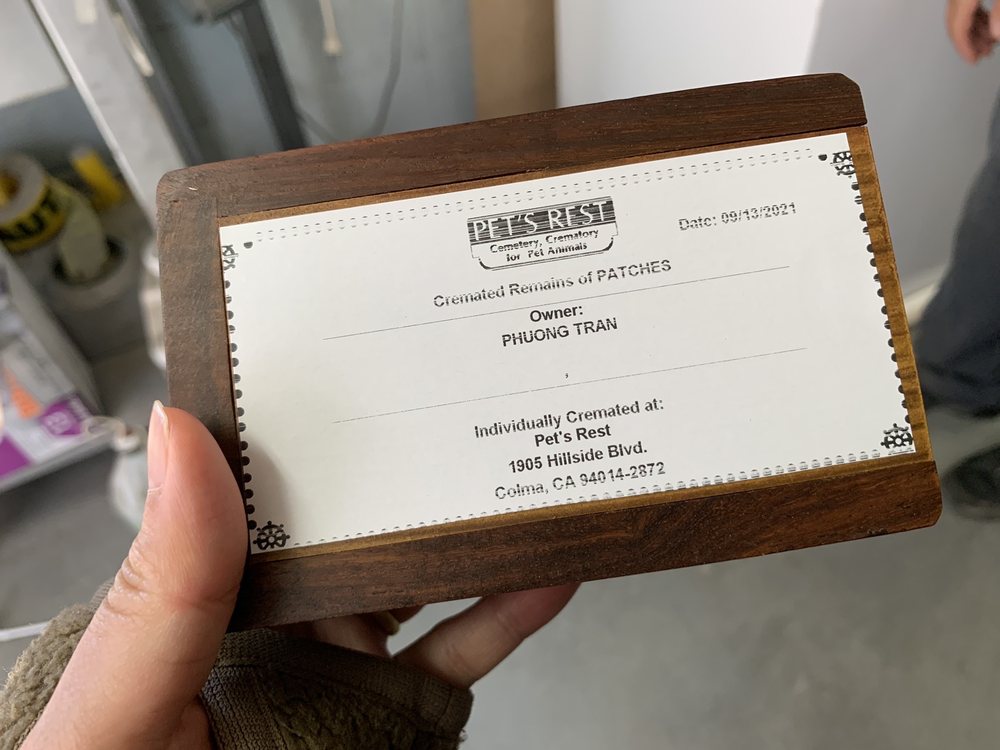 PET'S REST
Cemetery, Crematory
for Pet Animals
Date: 09/13/2021
Cremated Remains of PATCHES
Owner:
PHUONG TRAN
,
Individually Cremated at:
Pet's Rest
1905 Hillside Blvd.
Colma, CA 94014-2872